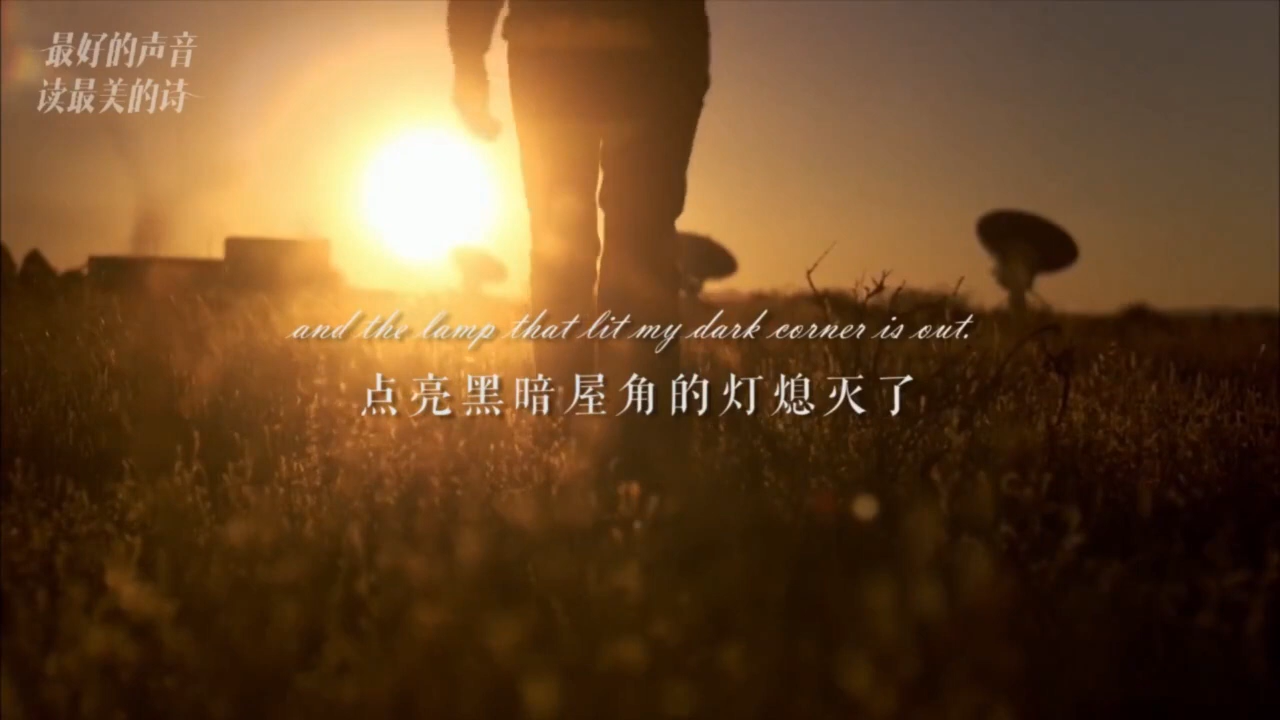 最好的声音
读最美的诗
and the lamp that lit my dark corner is out.
点亮黑暗屋角的灯熄灭了